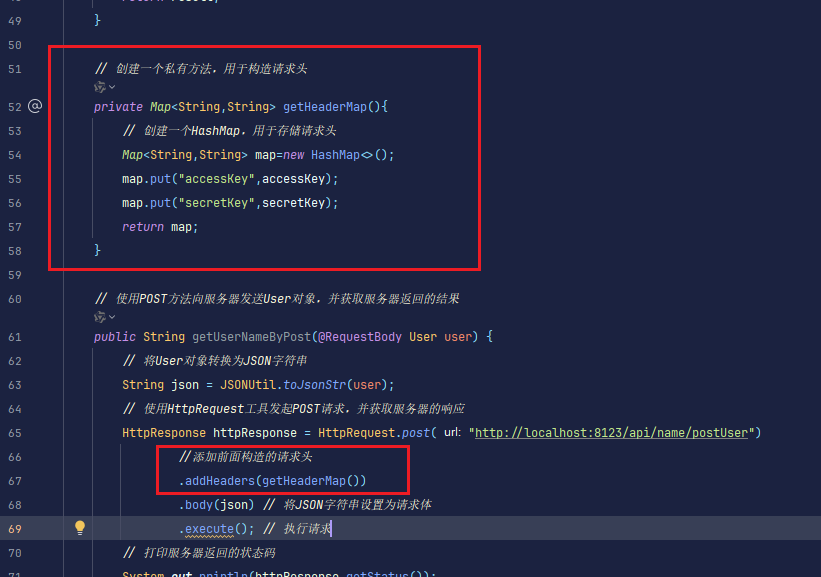 49 }
50
51 // 创建一个私有方法，用于构造请求头
52 @ private Map<String,String> getHeaderMap(){
53 // 创建一个HashMap，用于存储请求头
54 Map<String,String> map=new HashMap<>();
55 map.put("accessKey",accessKey);
56 map.put("secretKey",secretKey);
57 return map;
58 }
59
60 // 使用POST方法向服务器发送User对象，并获取服务器返回的结果
61 public String getUserNameByPost(@RequestBody User user) {
62 // 将User对象转换为JSON字符串
63 String json = JSONUtil.toJsonStr(user);
64 // 使用HttpRequest工具发起POST请求，并获取服务器的响应
65 HttpResponse httpResponse = HttpRequest.post( url: "http://localhost:8123/api/name/postUser")
66 //添加前面构造的请求头
67 .addHeaders(getHeaderMap())
68 .body(json) // 将JSON字符串设置为请求体
69 .execute(); // 执行请求
70 // 打印服务器返回的状态码
71 System.out.println(httpResponse.getStatus());